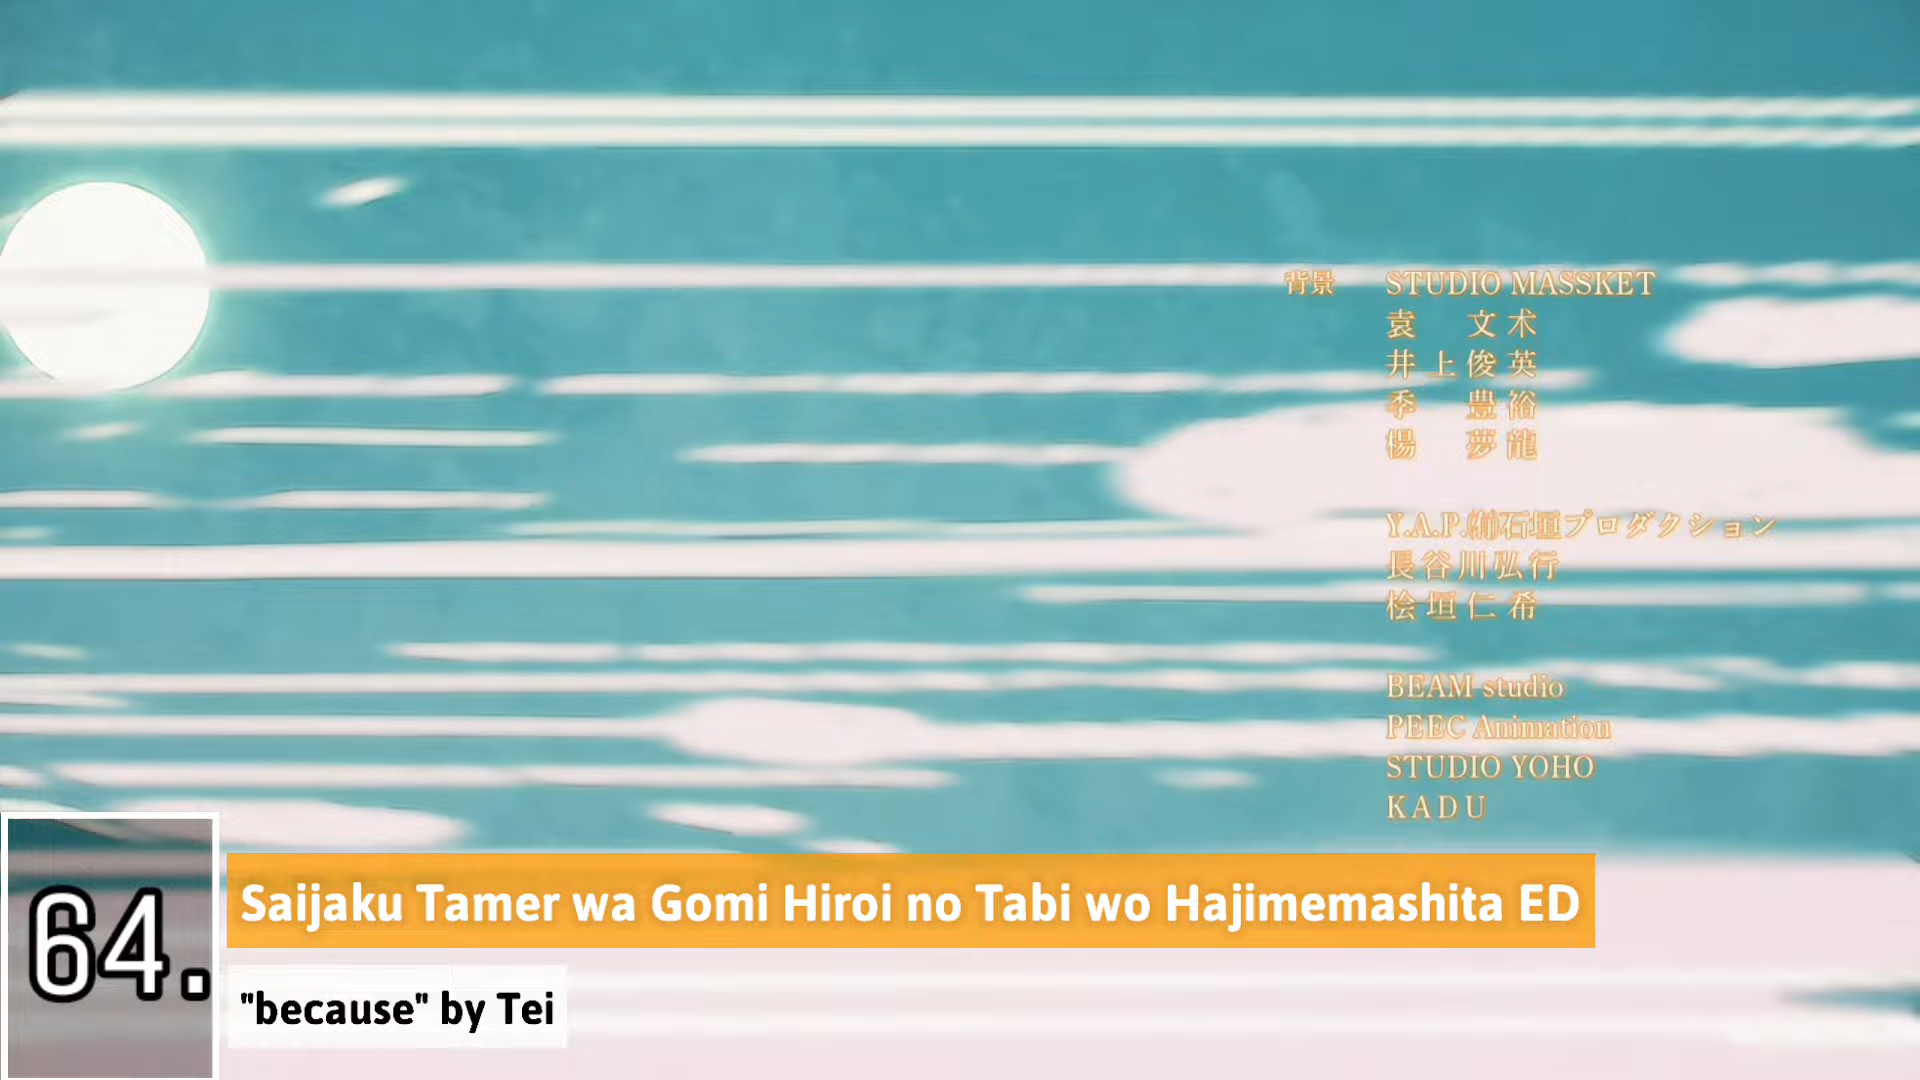 背景 STUDIO MASSKET
袁 文术
井上俊英
季 豊裕
楊 夢龍
Y.A.P.㈲石垣プロダクション
長谷川弘行
桧垣仁希
BEAM studio
PEEC Animation
STUDIO YOHO
KADU
64.
Saijaku Tamer wa Gomi Hiroi no Tabi wo Hajimemashita ED
"because" by Tei